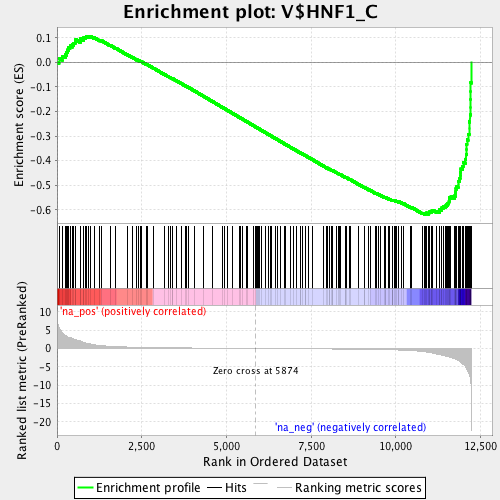 Enrichment plot: V$HNF1_C
Enrichment score (ES)
0.1
0.0
-0.1
-0.2
-0.3
-0.4
-0.5
-0.6
'na_pos' (positively correlated)
Ranked list metric (PreRanked)
10
5
0
-5
-10
-15
-20
Zero cross at 5874
'na_neg' (negatively correlated)
0
2,500
5,000
7,500
10,000
12,500
Rank in Ordered Dataset
Enrichment profile
Hits
Ranking metric scores